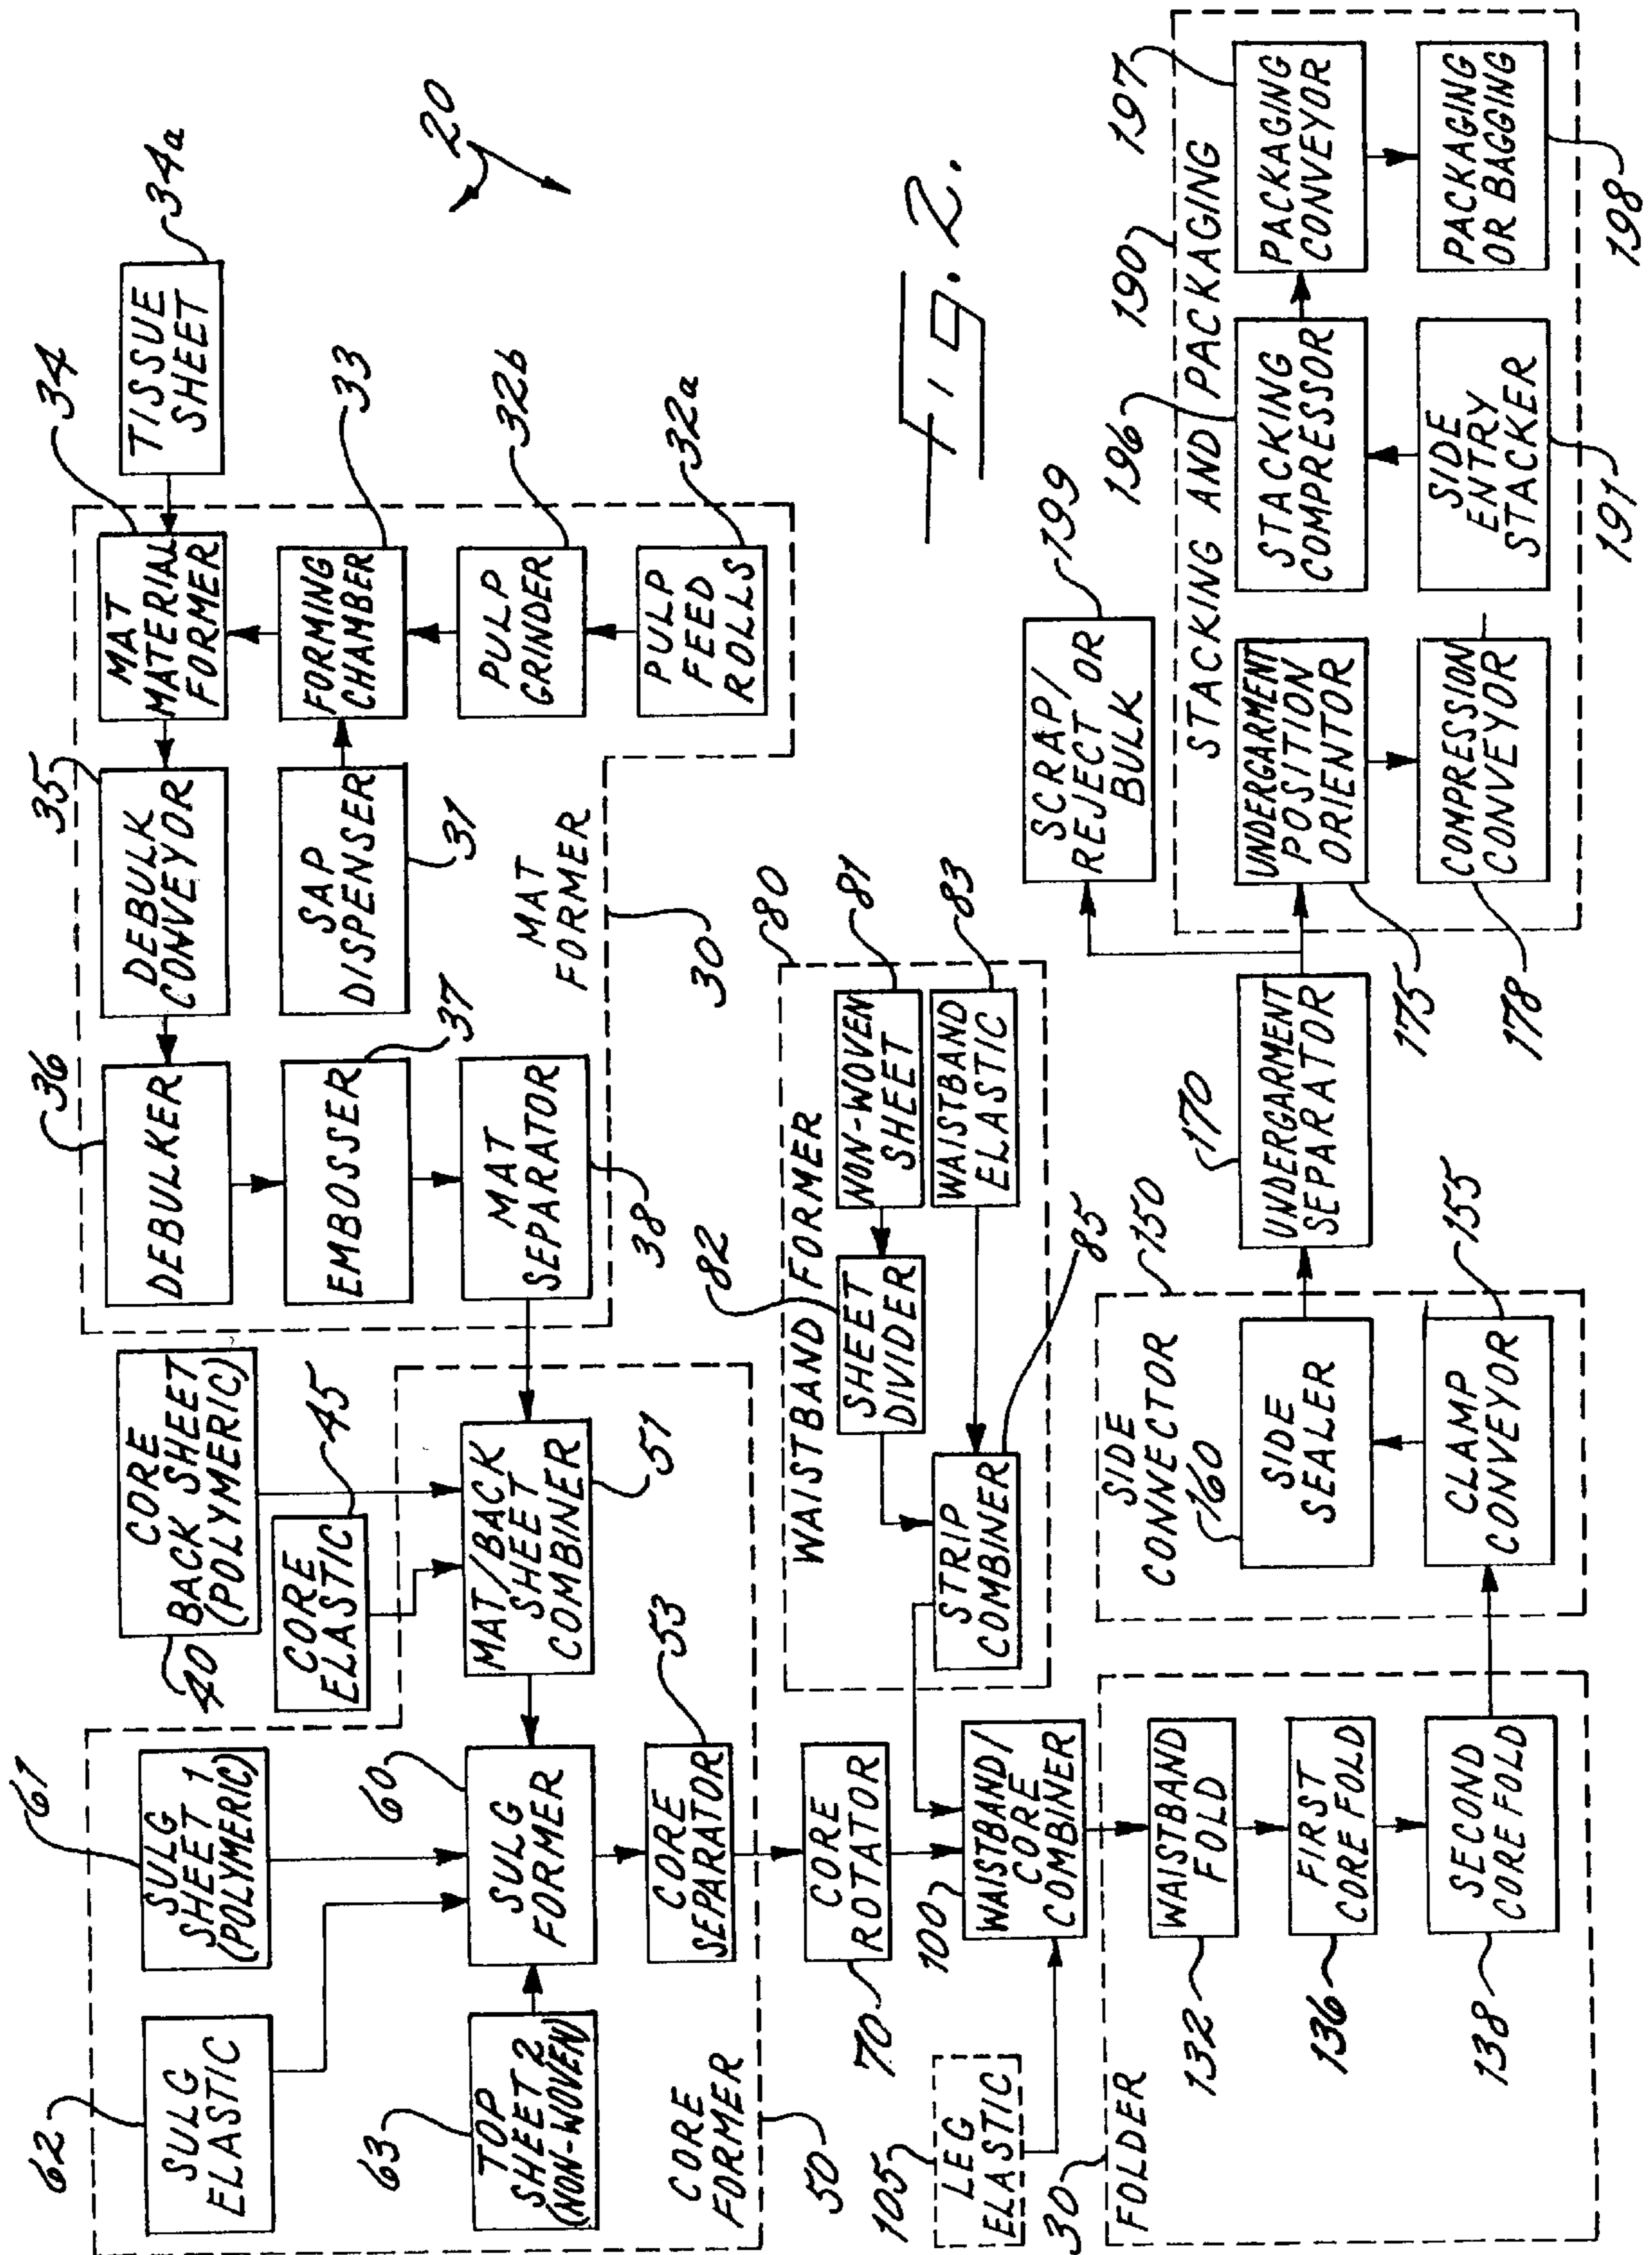 62
SULG
ELASTIC
61
SULG
SHEET 1
(POLYMERIC)
40
CORE
BACK SHEET
(POLYMERIC)
CORE
ELASTIC
45
63
TOP
SHEET 2
(NON-WOVEN)
60
SULG
FORMER
MAT/BACK
SHEET
COMBINER
51
CORE
SEPARATOR
53
CORE
FORMER
50
36
DEBULKER
35
DEBULK
CONVEYOR
34
MAT
MATERIAL
FORMER
TISSUE
SHEET
34a
EMBOSSER
37
SAP
DISPENSER
31
FORMING
CHAMBER
33
MAT
SEPARATOR
38
PULP
GRINDER
32b
MAT
FORMER
30
PULP
FEED
ROLLS
32a
20
CORE
ROTATOR
70
WAISTBAND FORMER
80
82
SHEET
DIVIDER
NON-WOVEN
SHEET
81
STRIP
COMBINER
85
WAISTBAND
ELASTIC
83
105
LEG
ELASTIC
100
WAISTBAND/
CORE
COMBINER
Fig. 2.
30
FOLDER
WAISTBAND
FOLD
132
FIRST
CORE FOLD
136
SECOND
CORE FOLD
138
SIDE
CONNECTOR
150
160
SIDE
SEALER
CLAMP
CONVEYOR
155
170
UNDERGARMENT
SEPARATOR
SCRAP/
REJECT OR
BULK
199
STACKING AND PACKAGING
190
UNDERGARMENT
POSITION
ORIENTOR
175
COMPRESSION
CONVEYOR
178
196
STACKING
COMPRESSOR
SIDE
ENTRY
STACKER
191
197
PACKAGING
CONVEYOR
PACKAGING
OR BAGGING
198